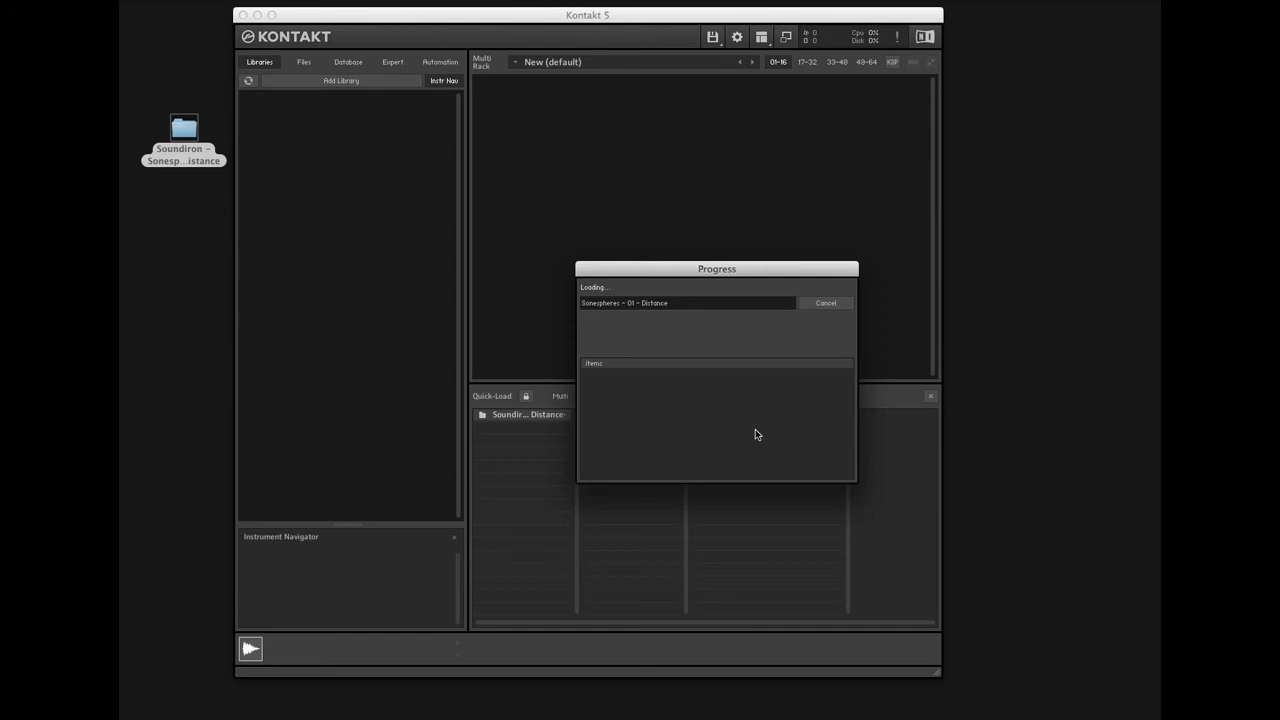 Kontakt 5
KONTAKT
0
0
Cpu 0%
Disk 0%
!
Libraries
Files
Database
Expert
Automation
Multi
Rack
New (default)
01-16
17-32
33-48
49-64
KSP
Add Library
Instr Nav
Soundiron -
Sonesp...istance
Progress
Loading...
Sonespheres - 01 - Distance
Cancel
items
Quick-Load
Multi
Soundir... Distance
Instrument Navigator